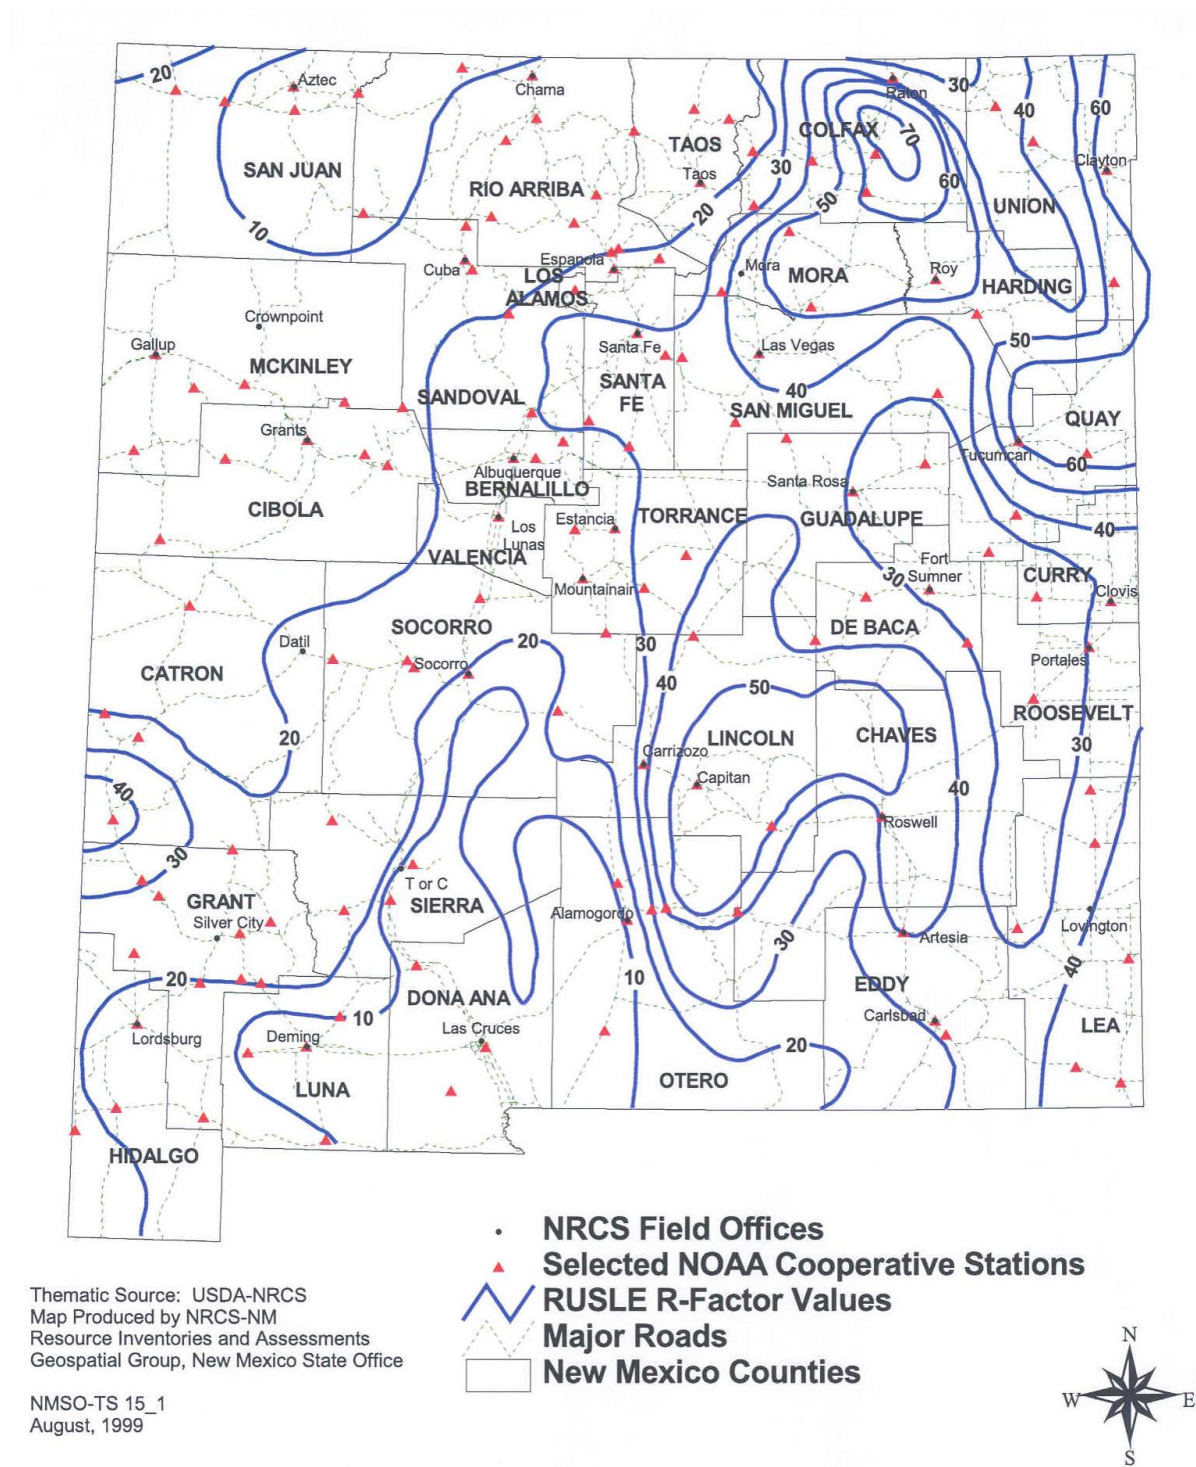 20
Aztec
Chama
Raton
30
40
60
COLFAX
70
TAOS
SAN JUAN
RIO ARRIBA
Taos
30
Clayton
60
50
UNION
20
10
Espanola
Cuba
LOS
ALAMOS
Mora
MORA
Roy
HARDING
Crownpoint
Gallup
Santa Fe
Las Vegas
50
MCKINLEY
SANDOVAL
SANTA
FE
40
SAN MIGUEL
QUAY
Grants
Tucumcari
60
Albuquerque
BERNALILLO
Santa Rosa
CIBOLA
Los
Lunas
Estancia
TORRANCE
GUADALUPE
40
VALENCIA
Fort
Sumner
30
CURRY
Clovis
Mountainair
SOCORRO
20
30
DE BACA
Datil
Socorro
Portales
CATRON
40
50
ROOSEVELT
20
LINCOLN
CHAVES
30
Carrizozo
Capitan
40
40
Roswell
30
T or C
SIERRA
GRANT
Silver City
Alamogordo
30
Artesia
Lovington
40
20
10
EDDY
DONA ANA
10
Carlsbad
LEA
Lordsburg
Deming
Las Cruces
20
LUNA
OTERO
HIDALGO
NRCS Field Offices
Selected NOAA Cooperative Stations
RUSLE R-Factor Values
Major Roads
New Mexico Counties
Thematic Source: USDA-NRCS
Map Produced by NRCS-NM
Resource Inventories and Assessments
Geospatial Group, New Mexico State Office
NMSO-TS 15_1
August, 1999
N
W
E
S